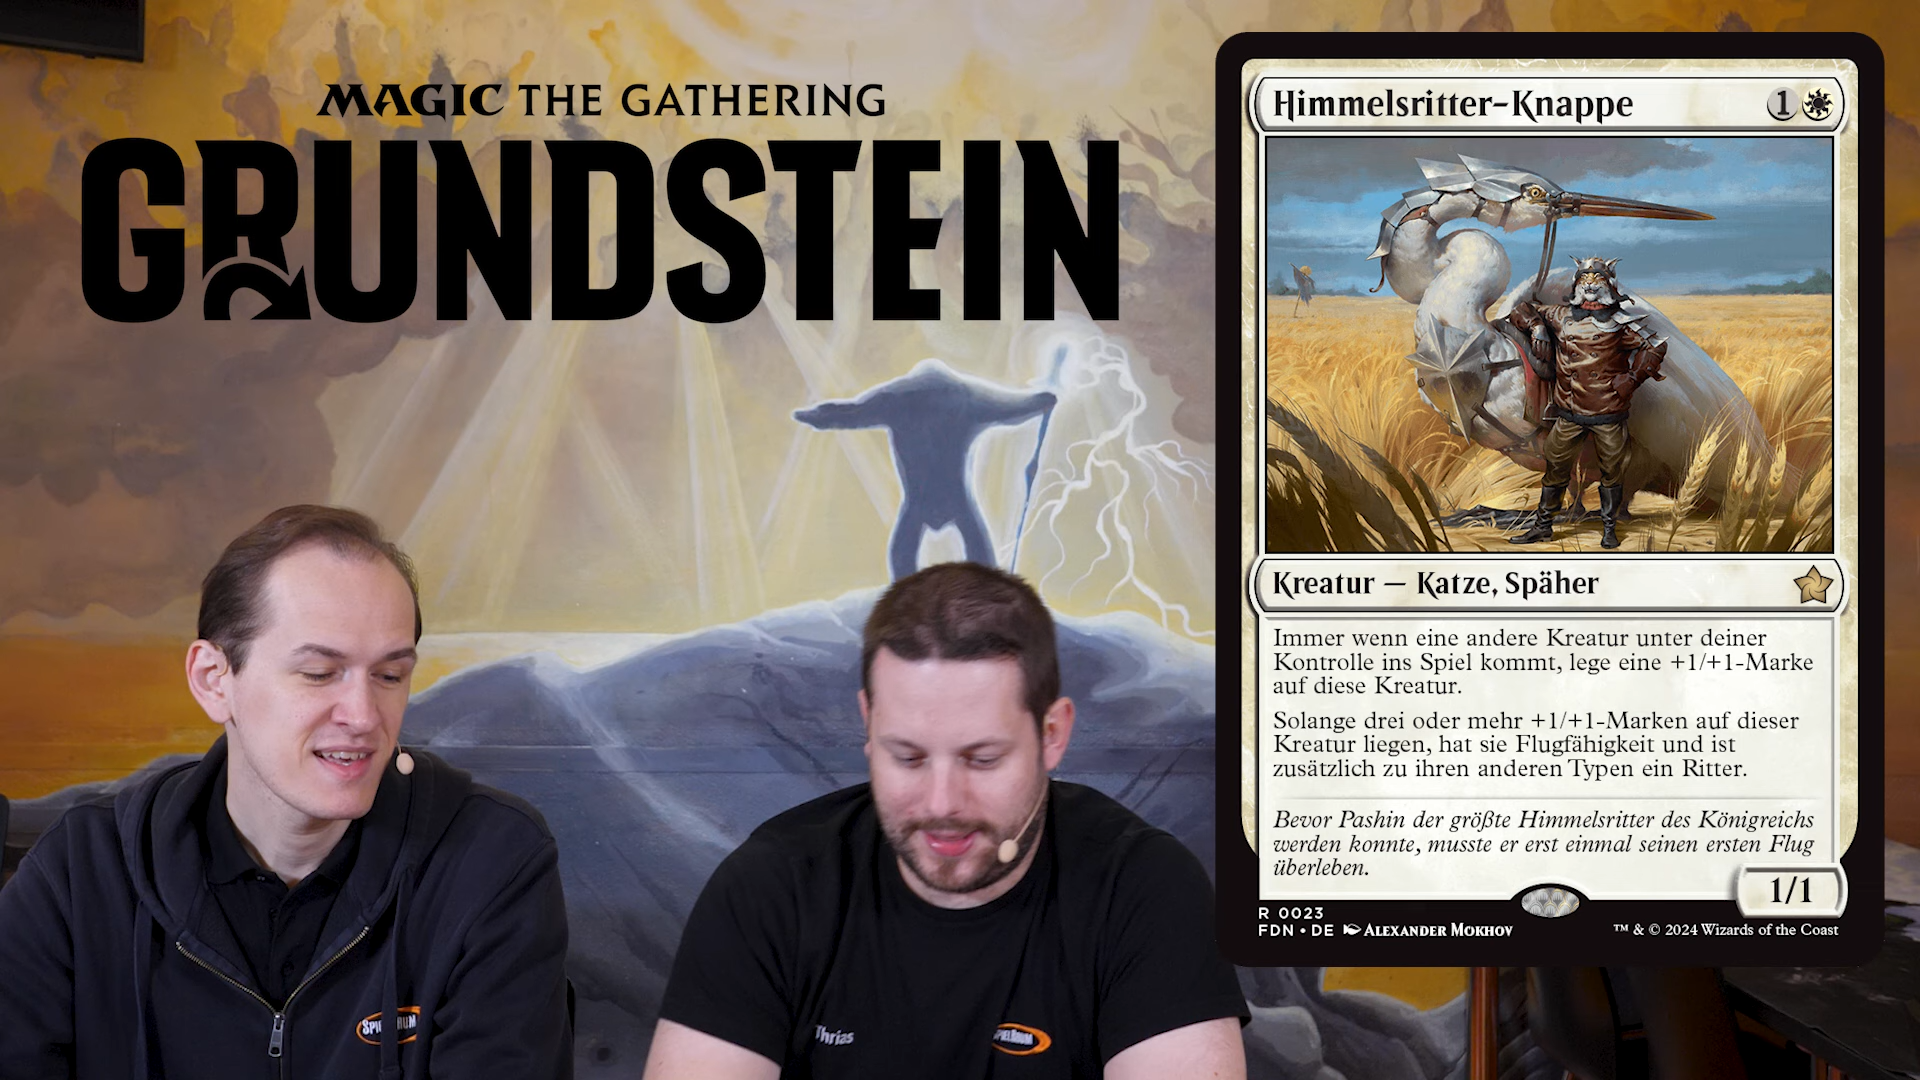 MAGIC THE GATHERING
GRUNDSTEIN
Himmelsritter-Knappe 1
Kreatur — Katze, Späher
Immer wenn eine andere Kreatur unter deiner
Kontrolle ins Spiel kommt, lege eine +1/+1-Marke
auf diese Kreatur.
Solange drei oder mehr +1/+1-Marken auf dieser
Kreatur liegen, hat sie Flugfähigkeit und ist
zusätzlich zu ihren anderen Typen ein Ritter.
Bevor Pashin der größte Himmelsritter des Königreichs
werden konnte, musste er erst einmal seinen ersten Flug
überleben.
1/1
R 0023
FDN • DE ALEXANDER MOKHOV
™ & © 2024 Wizards of the Coast
Thrias
SPIELRAUM